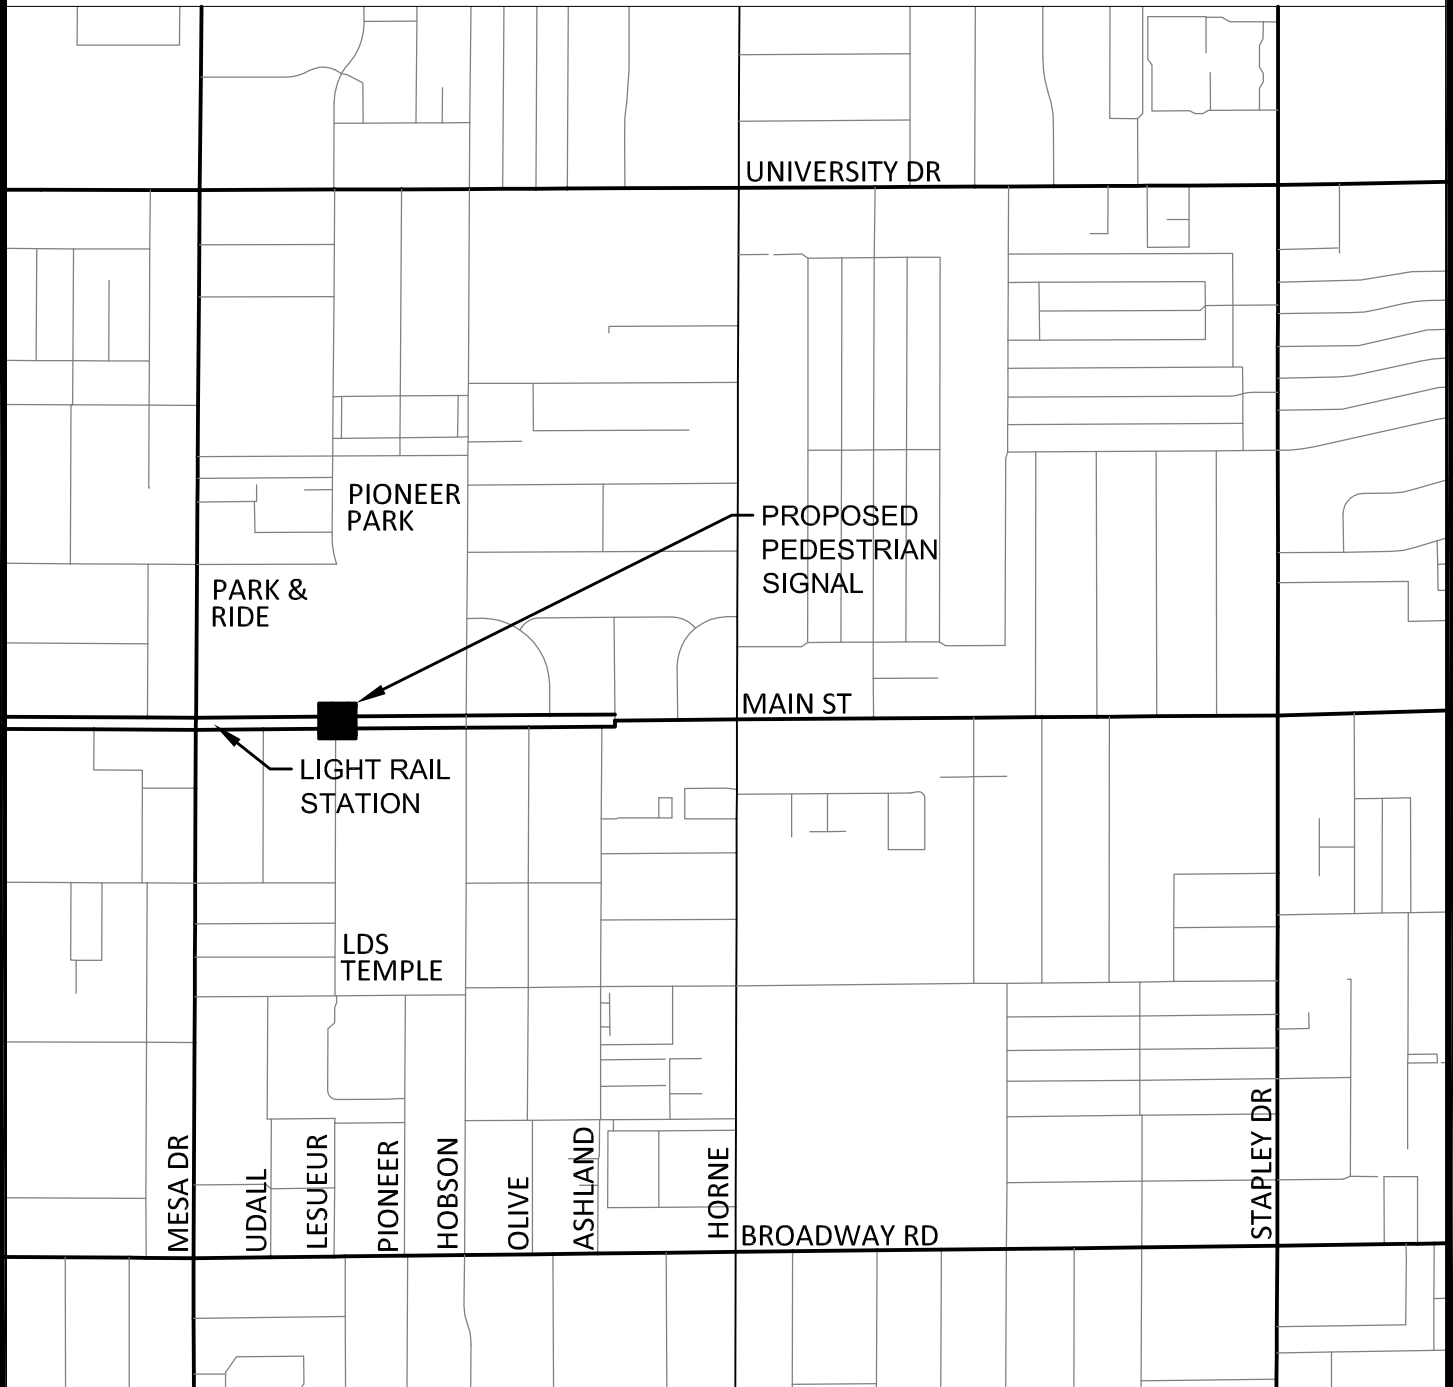 UNIVERSITY DR
PIONEER
PARK
PROPOSED
PEDESTRIAN
SIGNAL
PARK &
RIDE
MAIN ST
LIGHT RAIL
STATION
LDS
TEMPLE
MESA DR
UDALL
LESUEUR
PIONEER
HOBSON
OLIVE
ASHLAND
HORNE
STAPLEY DR
BROADWAY RD